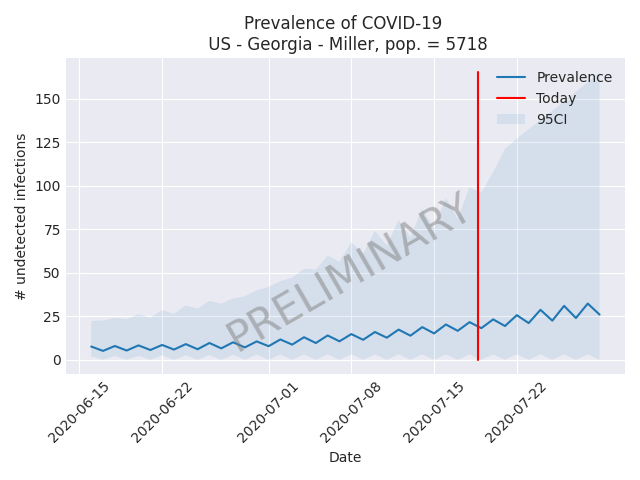 Prevalence of COVID-19
US - Georgia - Miller, pop. = 5718
Prevalence
Today
95CI
PRELIMINARY
# undetected infections
150
125
100
75
50
25
0
2020-06-15
2020-06-22
2020-07-01
2020-07-08
2020-07-15
2020-07-22
Date